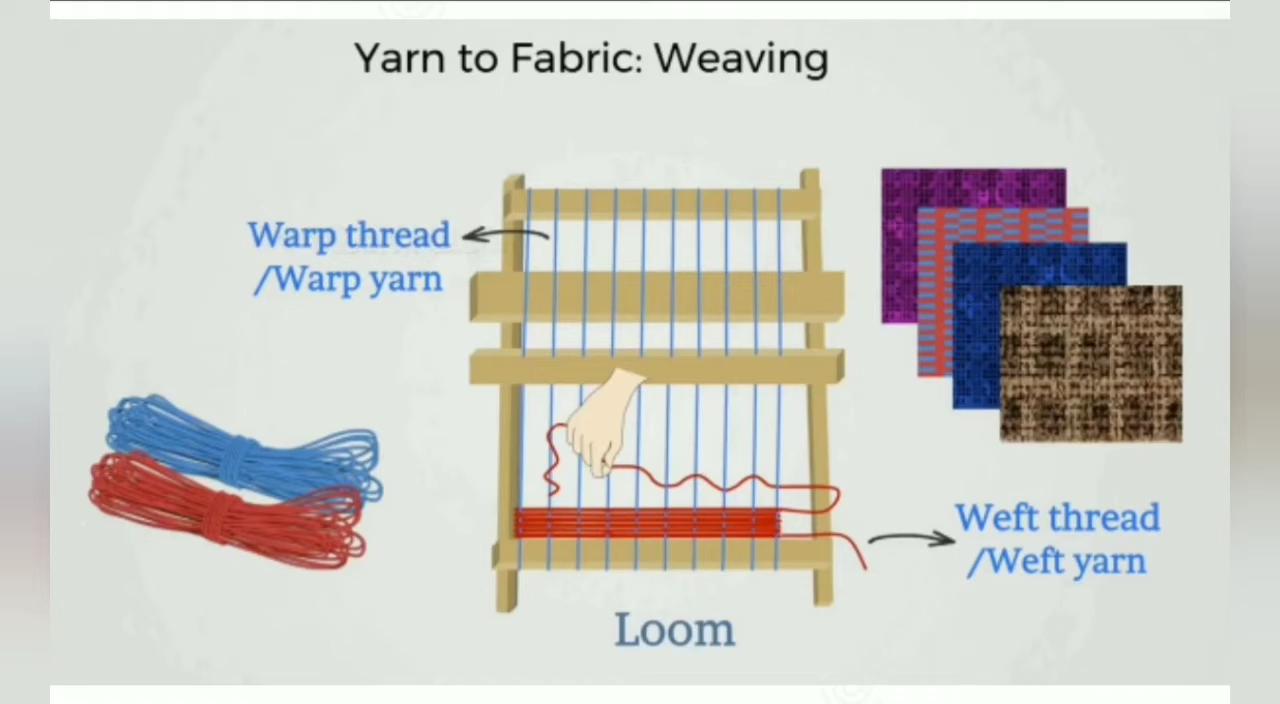 Yarn to Fabric: Weaving
Warp thread
/Warp yarn
Weft thread
/Weft yarn
Loom